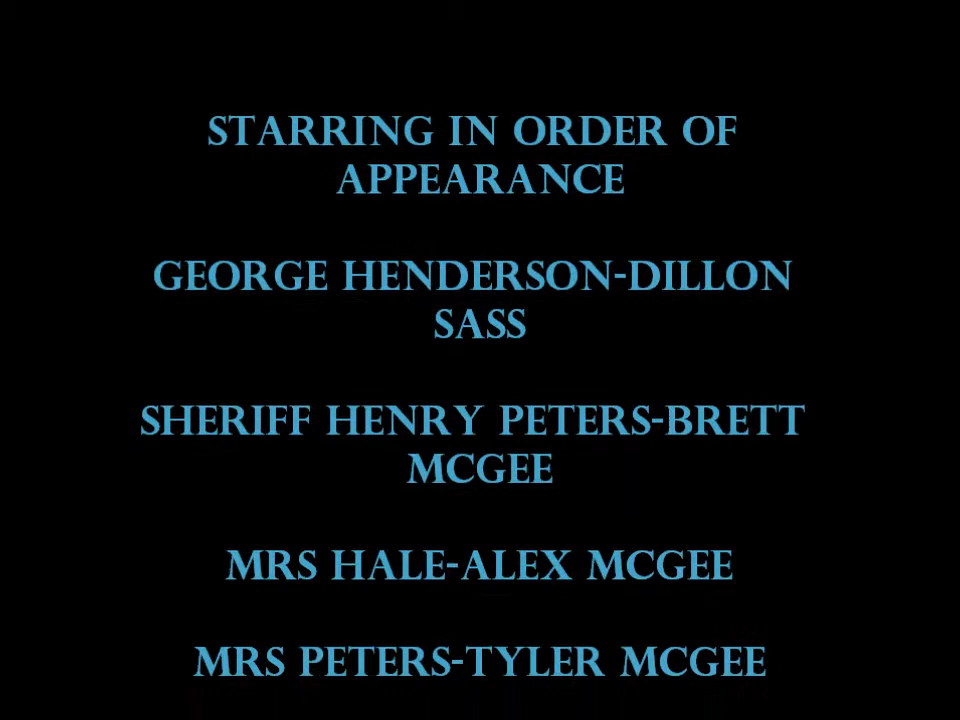 STARRING IN ORDER OF
APPEARANCE
GEORGE HENDERSON-DILLON
SASS
SHERIFF HENRY PETERS-BRETT
MCGEE
MRS HALE-ALEX MCGEE
MRS PETERS-TYLER MCGEE